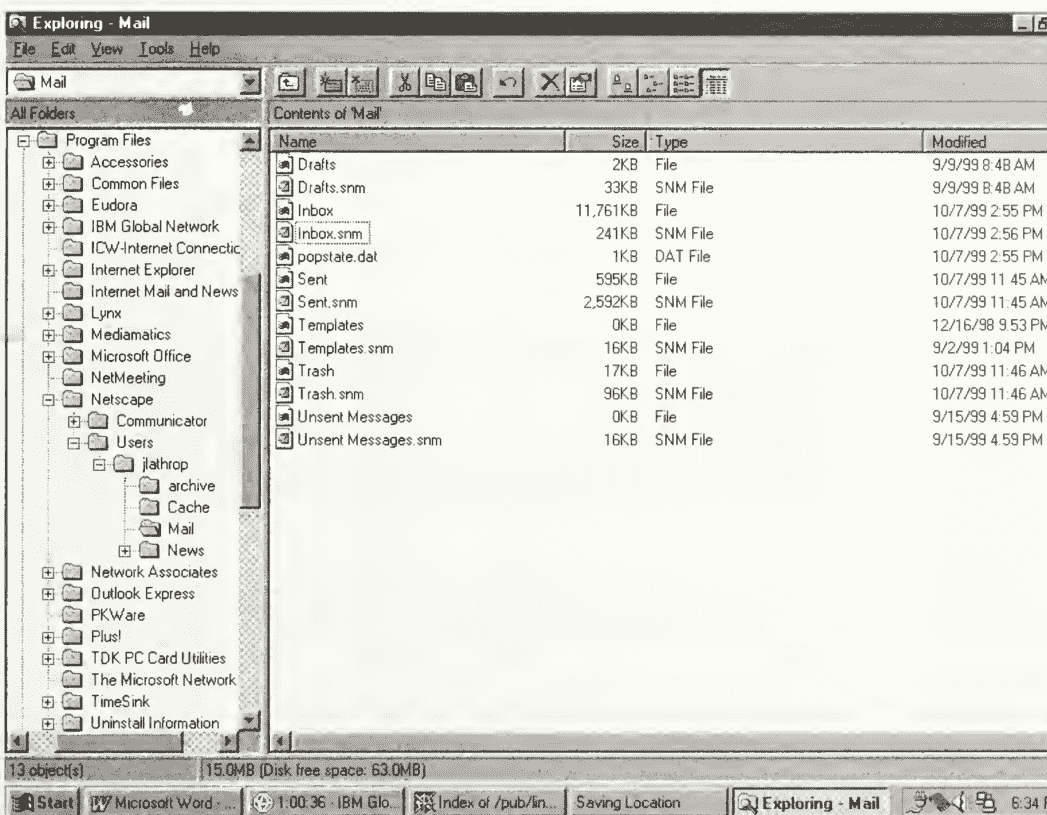 Exploring - Mail
File Edit View Tools Help
Mail
All Folders
Contents of 'Mail'
Program Files
Accessories
Common Files
Eudora
IBM Global Network
ICW-Internet Connectic
Internet Explorer
Internet Mail and News
Lynx
Mediamatics
Microsoft Office
NetMeeting
Netscape
Communicator
Users
jlathrop
archive
Cache
Mail
News
Network Associates
Outlook Express
PKWare
Plus!
TDK PC Card Utilities
The Microsoft Network
TimeSink
Uninstall Information
Name Size Type Modified
Drafts 2KB File 9/9/99 8:48 AM
Drafts.snm 33KB SNM File 9/9/99 8:48 AM
Inbox 11,761KB File 10/7/99 2:55 PM
Inbox.snm 241KB SNM File 10/7/99 2:56 PM
popstate.dat 1KB DAT File 10/7/99 2:55 PM
Sent 595KB File 10/7/99 11:45 AM
Sent.snm 2,592KB SNM File 10/7/99 11:45 AM
Templates 0KB File 12/16/98 9:53 PM
Templates.snm 16KB SNM File 9/2/99 1:04 PM
Trash 17KB File 10/7/99 11:46 AM
Trash.snm 96KB SNM File 10/7/99 11:46 AM
Unsent Messages 0KB File 9/15/99 4:59 PM
Unsent Messages.snm 16KB SNM File 9/15/99 4:59 PM
13 object(s) 15.0MB (Disk free space: 63.0MB)
Start Microsoft Word - ... 1:00:36 - IBM Glo... Index of /pub/lin... Saving Location Exploring - Mail 6:34